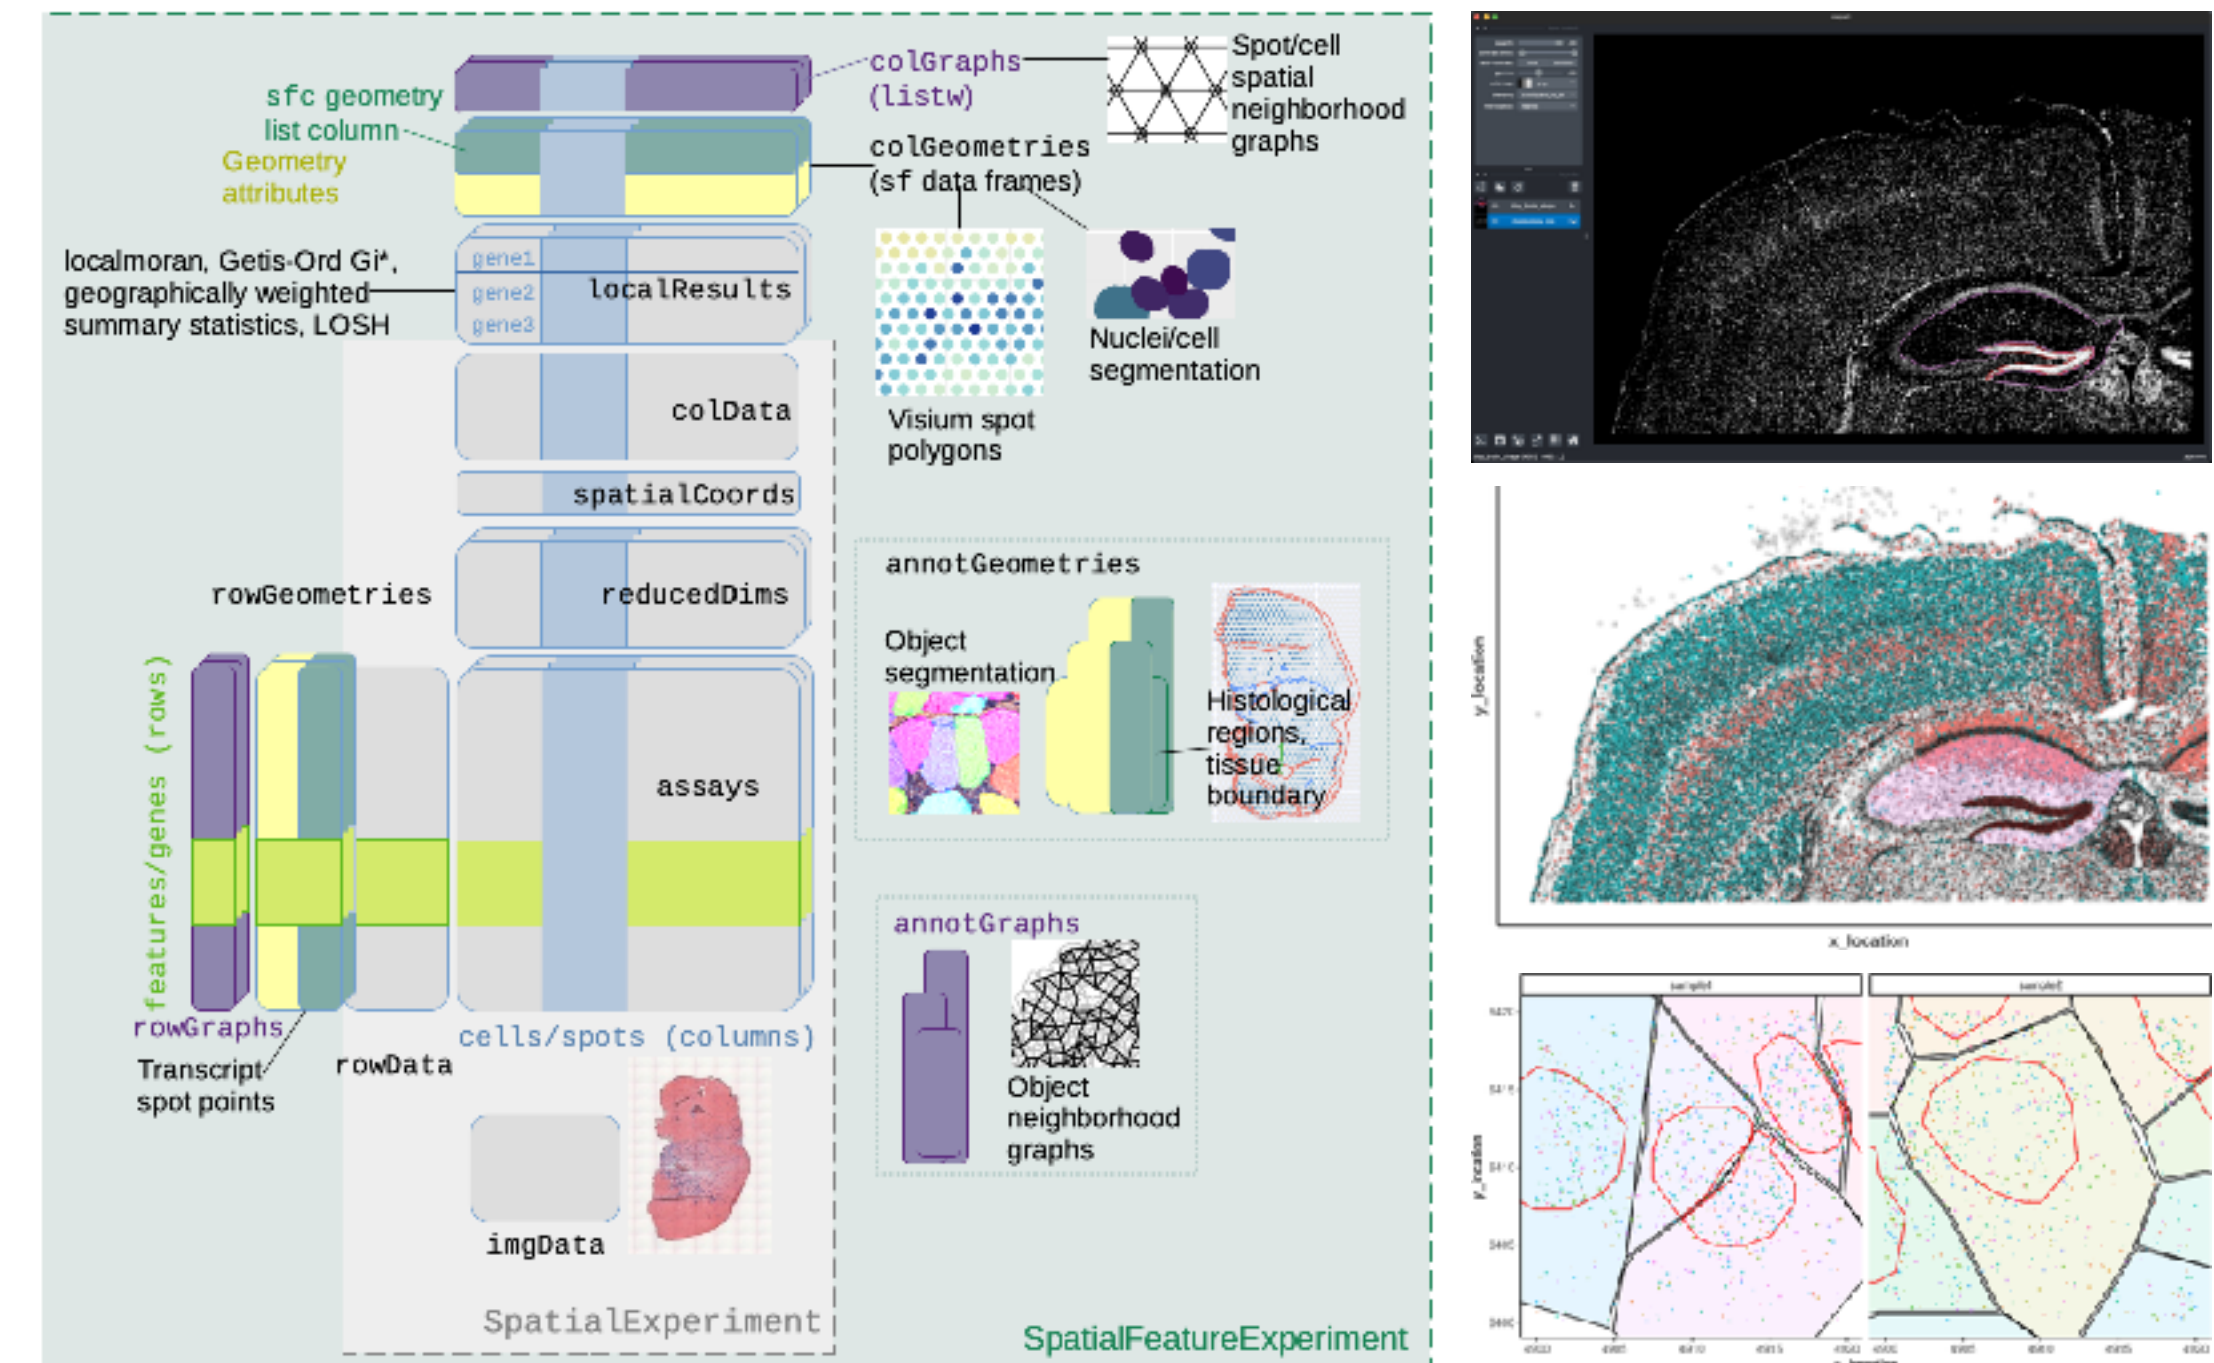 colGraphs
(listw)
Spot/cell
spatial
neighborhood
graphs
sfc geometry
list column
Geometry
attributes
colGeometries
(sf data frames)
localmoran, Getis-Ord Gi*,
geographically weighted
summary statistics, LOSH
gene1
gene2
gene3
localResults
Nuclei/cell
segmentation
Visium spot
polygons
colData
spatialCoords
reducedDims
rowGeometries
annotGeometries
Object
segmentation
Histological
regions,
tissue
boundary
features/genes (rows)
assays
rowGraphs
Transcript
spot points
rowData
cells/spots (columns)
annotGraphs
Object
neighborhood
graphs
imgData
SpatialExperiment
SpatialFeatureExperiment
y_location
x_location
sample1
sample2
y_location